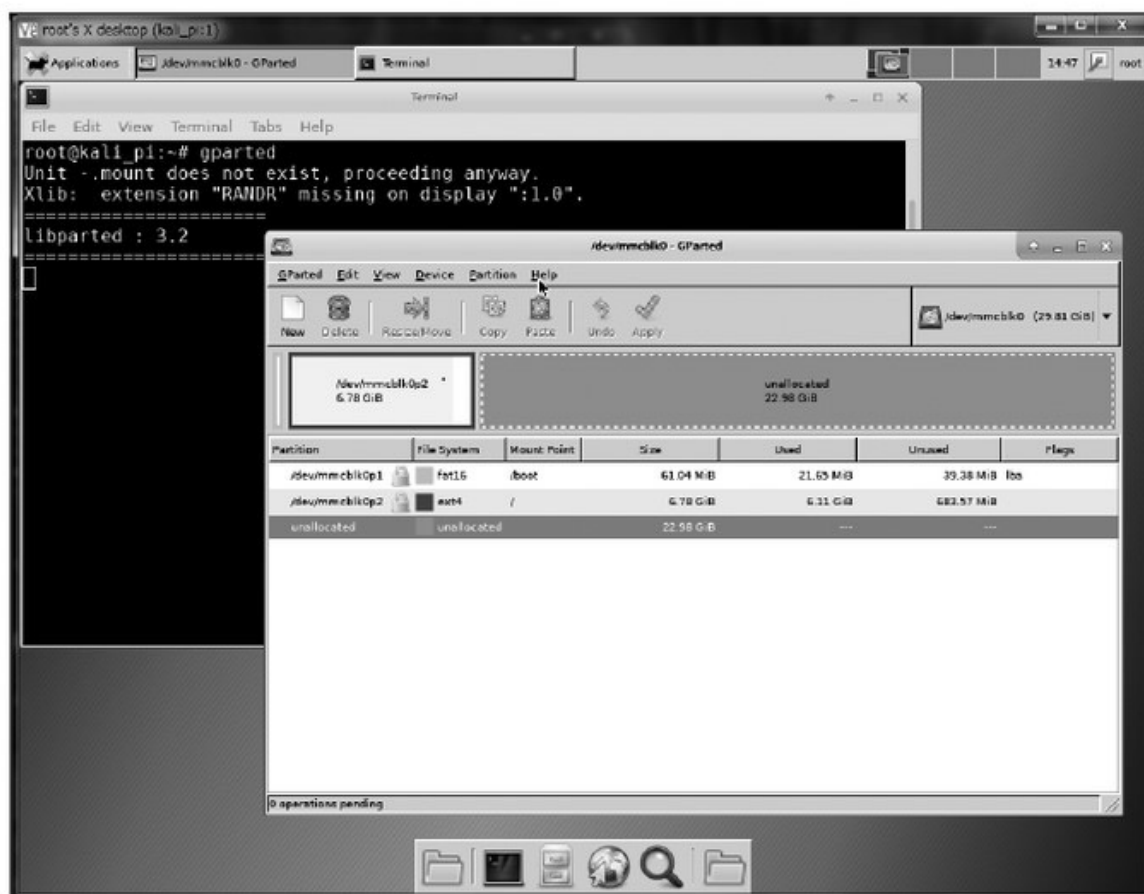 root's X desktop (kali_pi:1)
Applications /dev/mmcblk0 - GParted Terminal 14:47 root
Terminal
File Edit View Terminal Tabs Help
root@kali_pi:~# gparted
Unit -.mount does not exist, proceeding anyway.
Xlib: extension "RANDR" missing on display ":1.0".
========================
libparted : 3.2
========================
/dev/mmcblk0 - GParted
GParted Edit View Device Partition Help
New Delete Resize/Move Copy Paste Undo Apply /dev/mmcblk0 (29.81 GiB)
/dev/mmcblk0p2
6.78 GiB
unallocated
22.98 GiB
Partition File System Mount Point Size Used Unused Flags
/dev/mmcblk0p1 fat16 /boot 61.04 MiB 21.65 MiB 39.38 MiB lba
/dev/mmcblk0p2 ext4 / 6.78 GiB 6.11 GiB 683.57 MiB
unallocated unallocated 22.98 GiB --- ---
0 operations pending